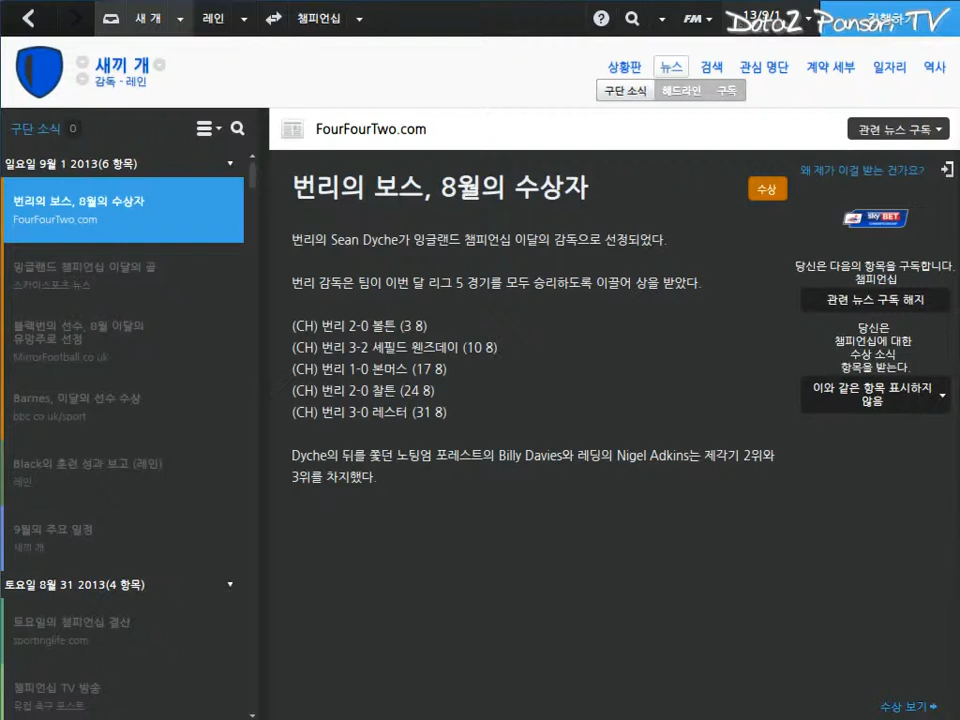 새 개
레인
챔피언십
FM
13/9/1
Dota2 Pansori TV
새끼 개
감독 - 레인
상황판
뉴스
검색
관심 명단
계약 세부
일자리
역사
구단 소식
헤드라인
구독
구단 소식 0
FourFourTwo.com
관련 뉴스 구독
일요일 9월 1 2013(6 항목)
번리의 보스, 8월의 수상자
FourFourTwo.com
잉글랜드 챔피언십 이달의 골
스카이스포츠 뉴스
블랙번의 선수, 8월 이달의
유망주로 선정
MirrorFootball.co.uk
Barnes, 이달의 선수 수상
bbc.co.uk/sport
Black의 훈련 성과 보고 (레인)
레인
9월의 주요 일정
새끼 개
토요일 8월 31 2013(4 항목)
토요일의 챔피언십 결산
sportinglife.com
챔피언십 TV 방송
유럽 축구 포스트
번리의 보스, 8월의 수상자
수상
번리의 Sean Dyche가 잉글랜드 챔피언십 이달의 감독으로 선정되었다.
번리 감독은 팀이 이번 달 리그 5 경기를 모두 승리하도록 이끌어 상을 받았다.
(CH) 번리 2-0 볼튼 (3 8)
(CH) 번리 3-2 셰필드 웬즈데이 (10 8)
(CH) 번리 1-0 본머스 (17 8)
(CH) 번리 2-0 찰튼 (24 8)
(CH) 번리 3-0 레스터 (31 8)
Dyche의 뒤를 쫓던 노팅엄 포레스트의 Billy Davies와 레딩의 Nigel Adkins는 제각기 2위와
3위를 차지했다.
왜 제가 이걸 받는 건가요?
sky BET
당신은 다음의 항목을 구독합니다.
챔피언십
관련 뉴스 구독 해지
당신은
챔피언십에 대한
수상 소식
항목을 받는다.
이와 같은 항목 표시하지
않음
수상 보기